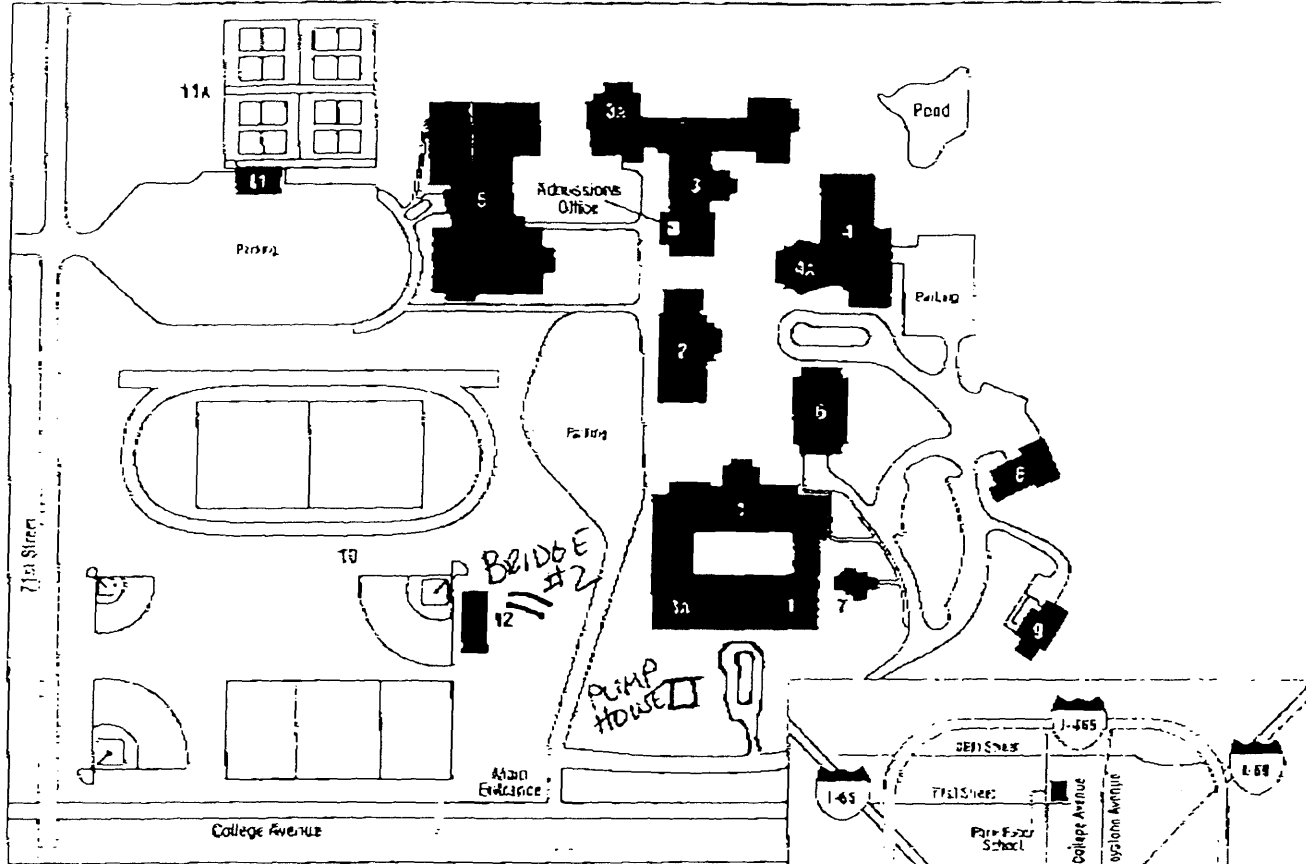 11A
Pond
3a
11
3
5
Admissions
Office
4
4a
Parking
Parking
2
6
Parking
8
71st Street
10
BRIDGE
#2
12
1
7
9
PUMP
HOUSE
I-465
86th Street
Main
Entrance
I-65
71st Street
I-69
College Avenue
College Avenue
Park Tudor
School